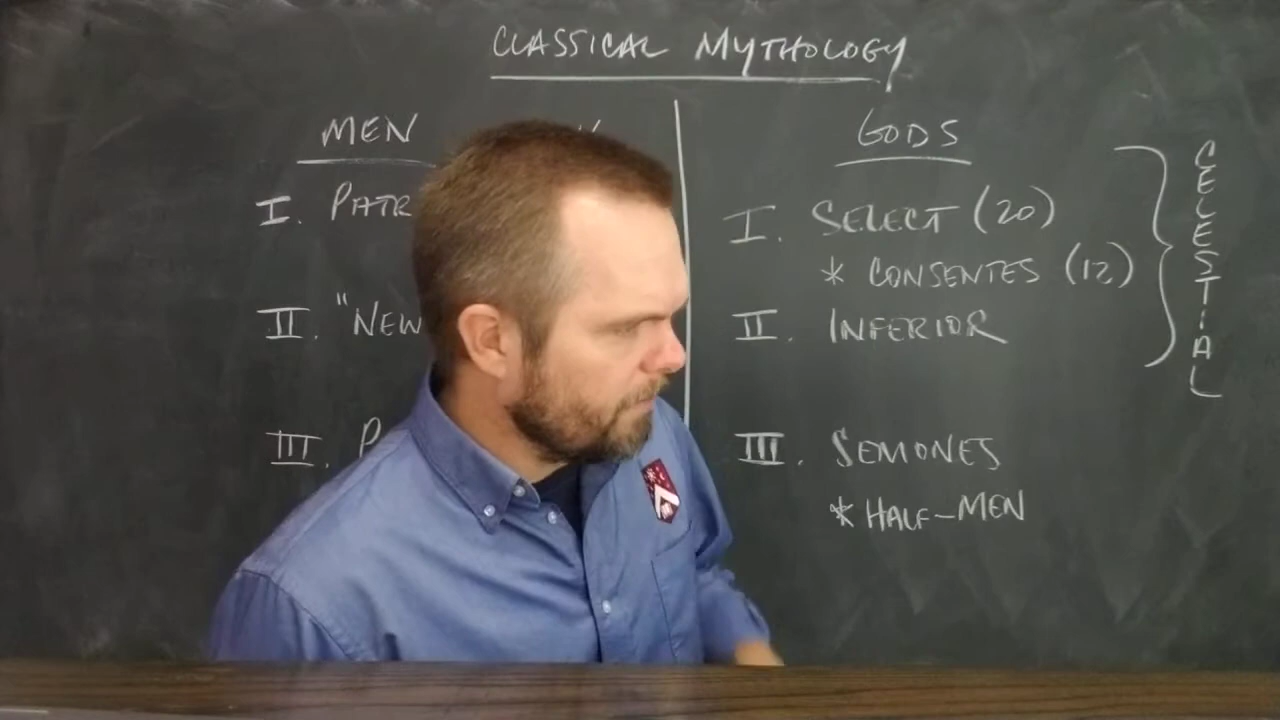 CLASSICAL MYTHOLOGY
MEN
I. PATR
II. "NEW
III. P
GODS
I. SELECT (20)
* CONSENTES (12)
II. INFERIOR
III. SEMONES
* HALF-MEN
CELESTIAL